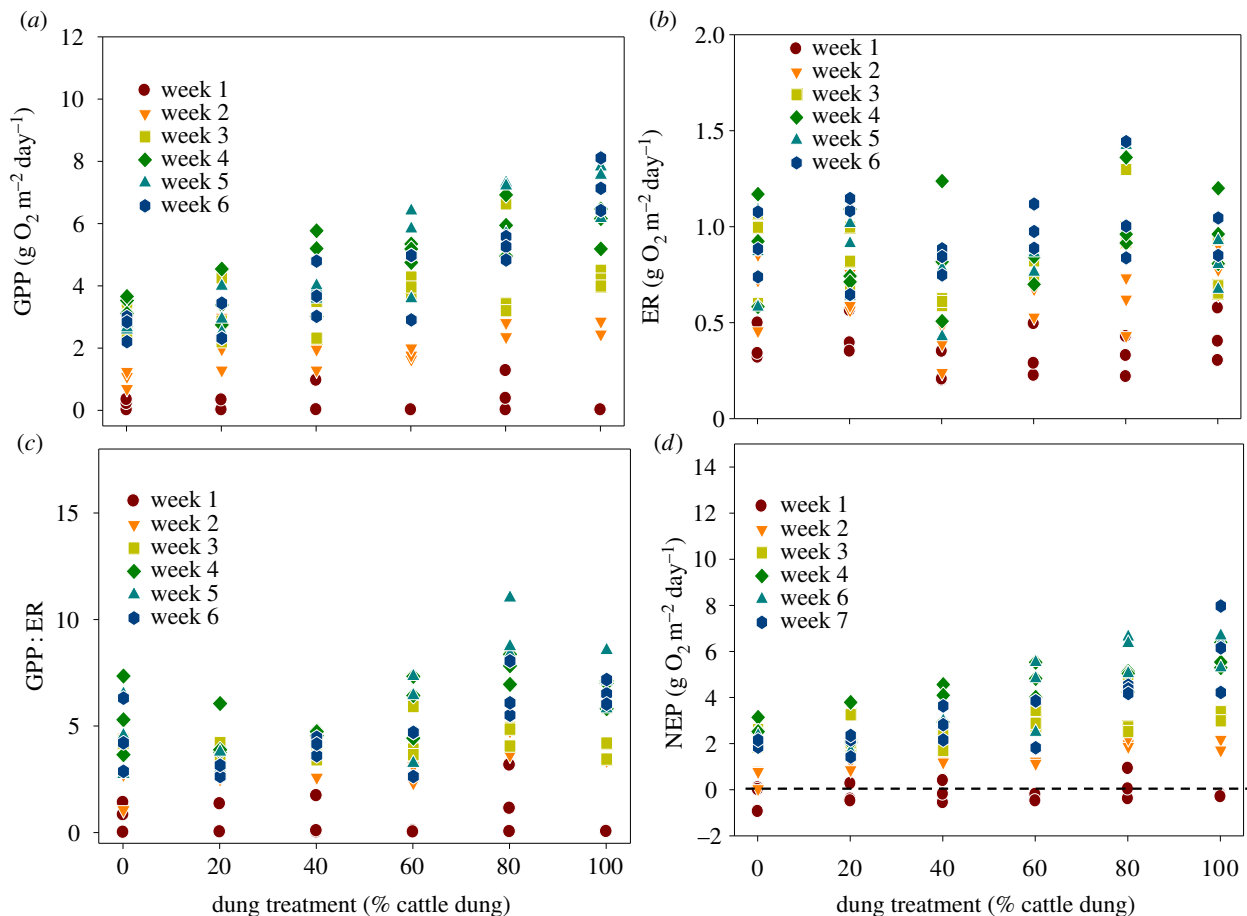 (a)
12
10
8
6
4
2
0
GPP (g O₂ m⁻² day⁻¹)
week 1
week 2
week 3
week 4
week 5
week 6
(b)
2.0
1.5
1.0
0.5
0
ER (g O₂ m⁻² day⁻¹)
week 1
week 2
week 3
week 4
week 5
week 6
(c)
15
10
5
0
GPP : ER
week 1
week 2
week 3
week 4
week 5
week 6
0 20 40 60 80 100
dung treatment (% cattle dung)
(d)
14
12
10
8
6
4
2
0
−2
NEP (g O₂ m⁻² day⁻¹)
week 1
week 2
week 3
week 4
week 6
week 7
0 20 40 60 80 100
dung treatment (% cattle dung)